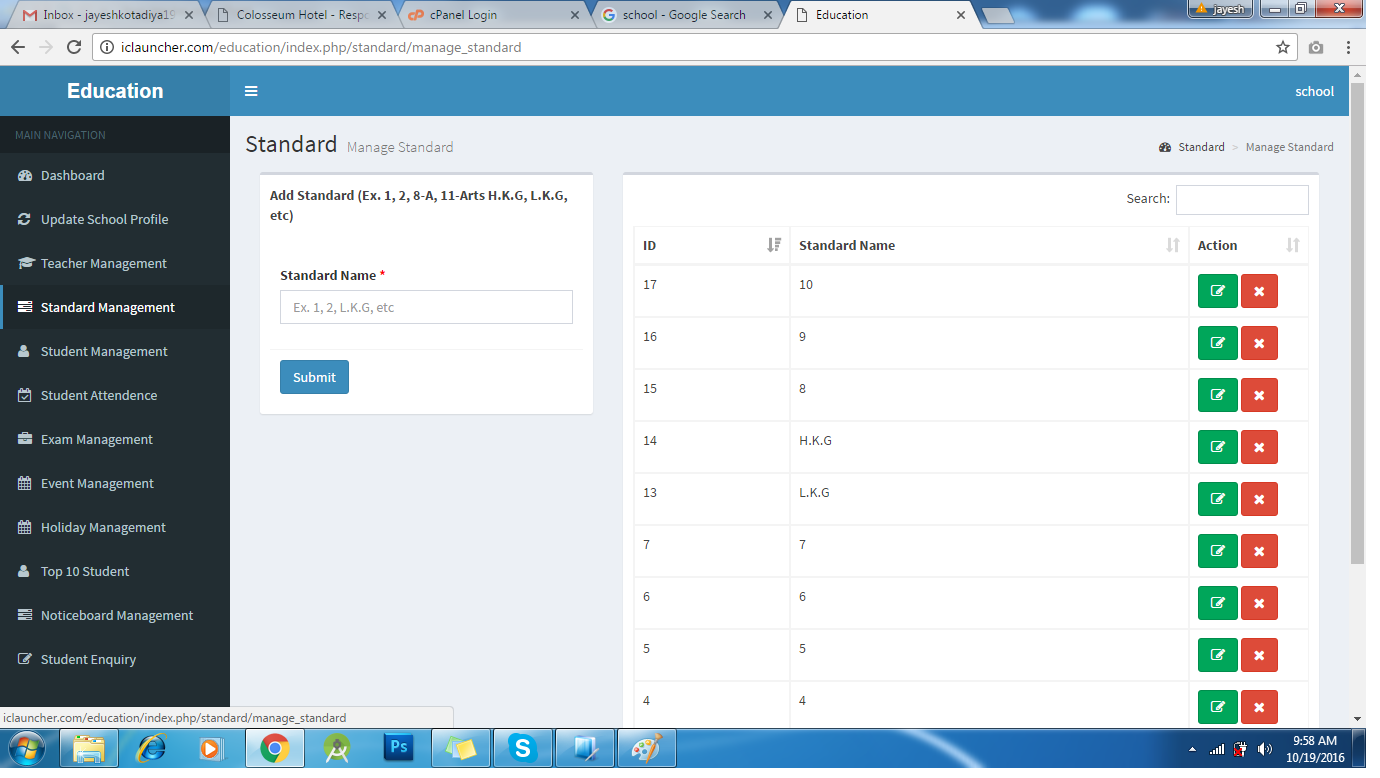 Inbox - jayeshkotadiya19
Colosseum Hotel - Respo
cPanel Login
school - Google Search
Education
jayesh
iclauncher.com/education/index.php/standard/manage_standard
Education
school
MAIN NAVIGATION
Dashboard
Update School Profile
Teacher Management
Standard Management
Student Management
Student Attendence
Exam Management
Event Management
Holiday Management
Top 10 Student
Noticeboard Management
Student Enquiry
Standard Manage Standard
Standard > Manage Standard
Add Standard (Ex. 1, 2, 8-A, 11-Arts H.K.G, L.K.G,
etc)
Standard Name *
Ex. 1, 2, L.K.G, etc
Submit
Search:
ID Standard Name Action
17 10
16 9
15 8
14 H.K.G
13 L.K.G
7 7
6 6
5 5
4 4
iclauncher.com/education/index.php/standard/manage_standard
Ps
9:58 AM
10/19/2016